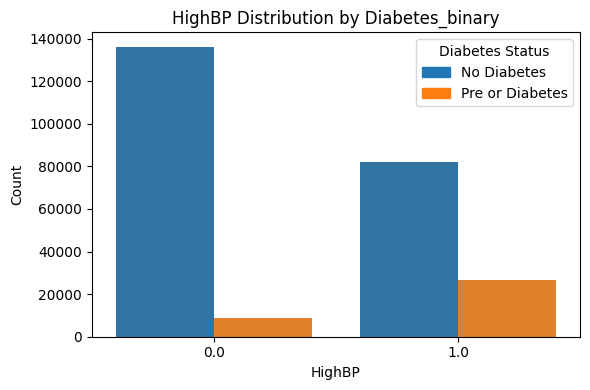 HighBP Distribution by Diabetes_binary
Diabetes Status
No Diabetes
Pre or Diabetes
Count
140000
120000
100000
80000
60000
40000
20000
0
0.0
1.0
HighBP